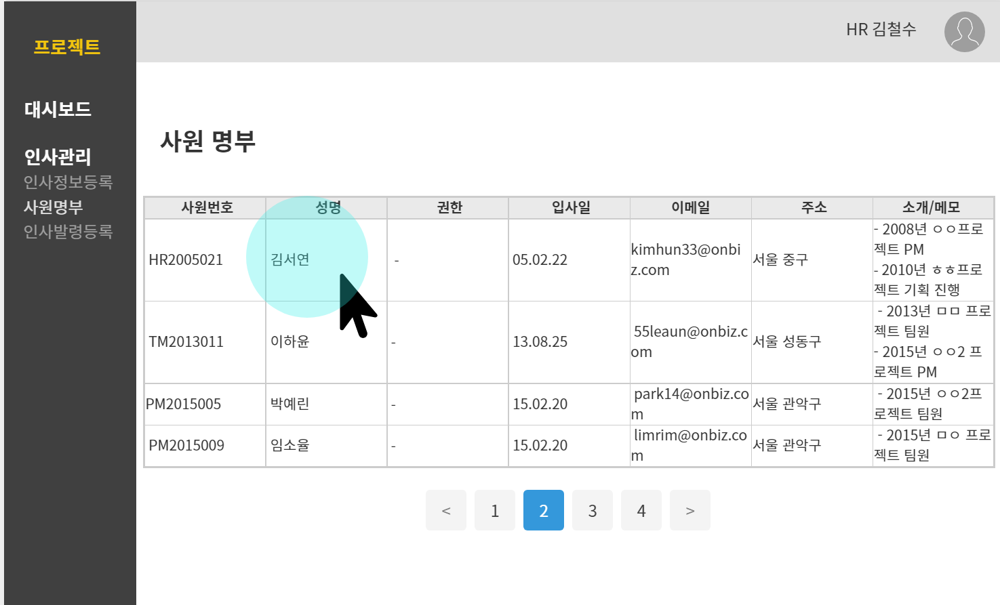 HR 김철수
프로젝트
대시보드
인사관리
인사정보등록
사원명부
인사발령등록
사원 명부
사원번호 성명 권한 입사일 이메일 주소 소개/메모
HR2005021 김서연 - 05.02.22 kimhun33@onbi
z.com 서울 중구 - 2008년 ㅇㅇ프로
젝트 PM
- 2010년 ㅎㅎ프로
젝트 기획 진행
TM2013011 이하윤 - 13.08.25 55leaun@onbiz.c
om 서울 성동구 - 2013년 ㅁㅁ 프로
젝트 팀원
- 2015년 ㅇㅇ2 프
로젝트 PM
PM2015005 박예린 - 15.02.20 park14@onbiz.co
m 서울 관악구 - 2015년 ㅇㅇ2프
로젝트 팀원
PM2015009 임소율 - 15.02.20 limrim@onbiz.co
m 서울 관악구 - 2015년 ㅁㅇ 프로
젝트 팀원
< 1 2 3 4 >